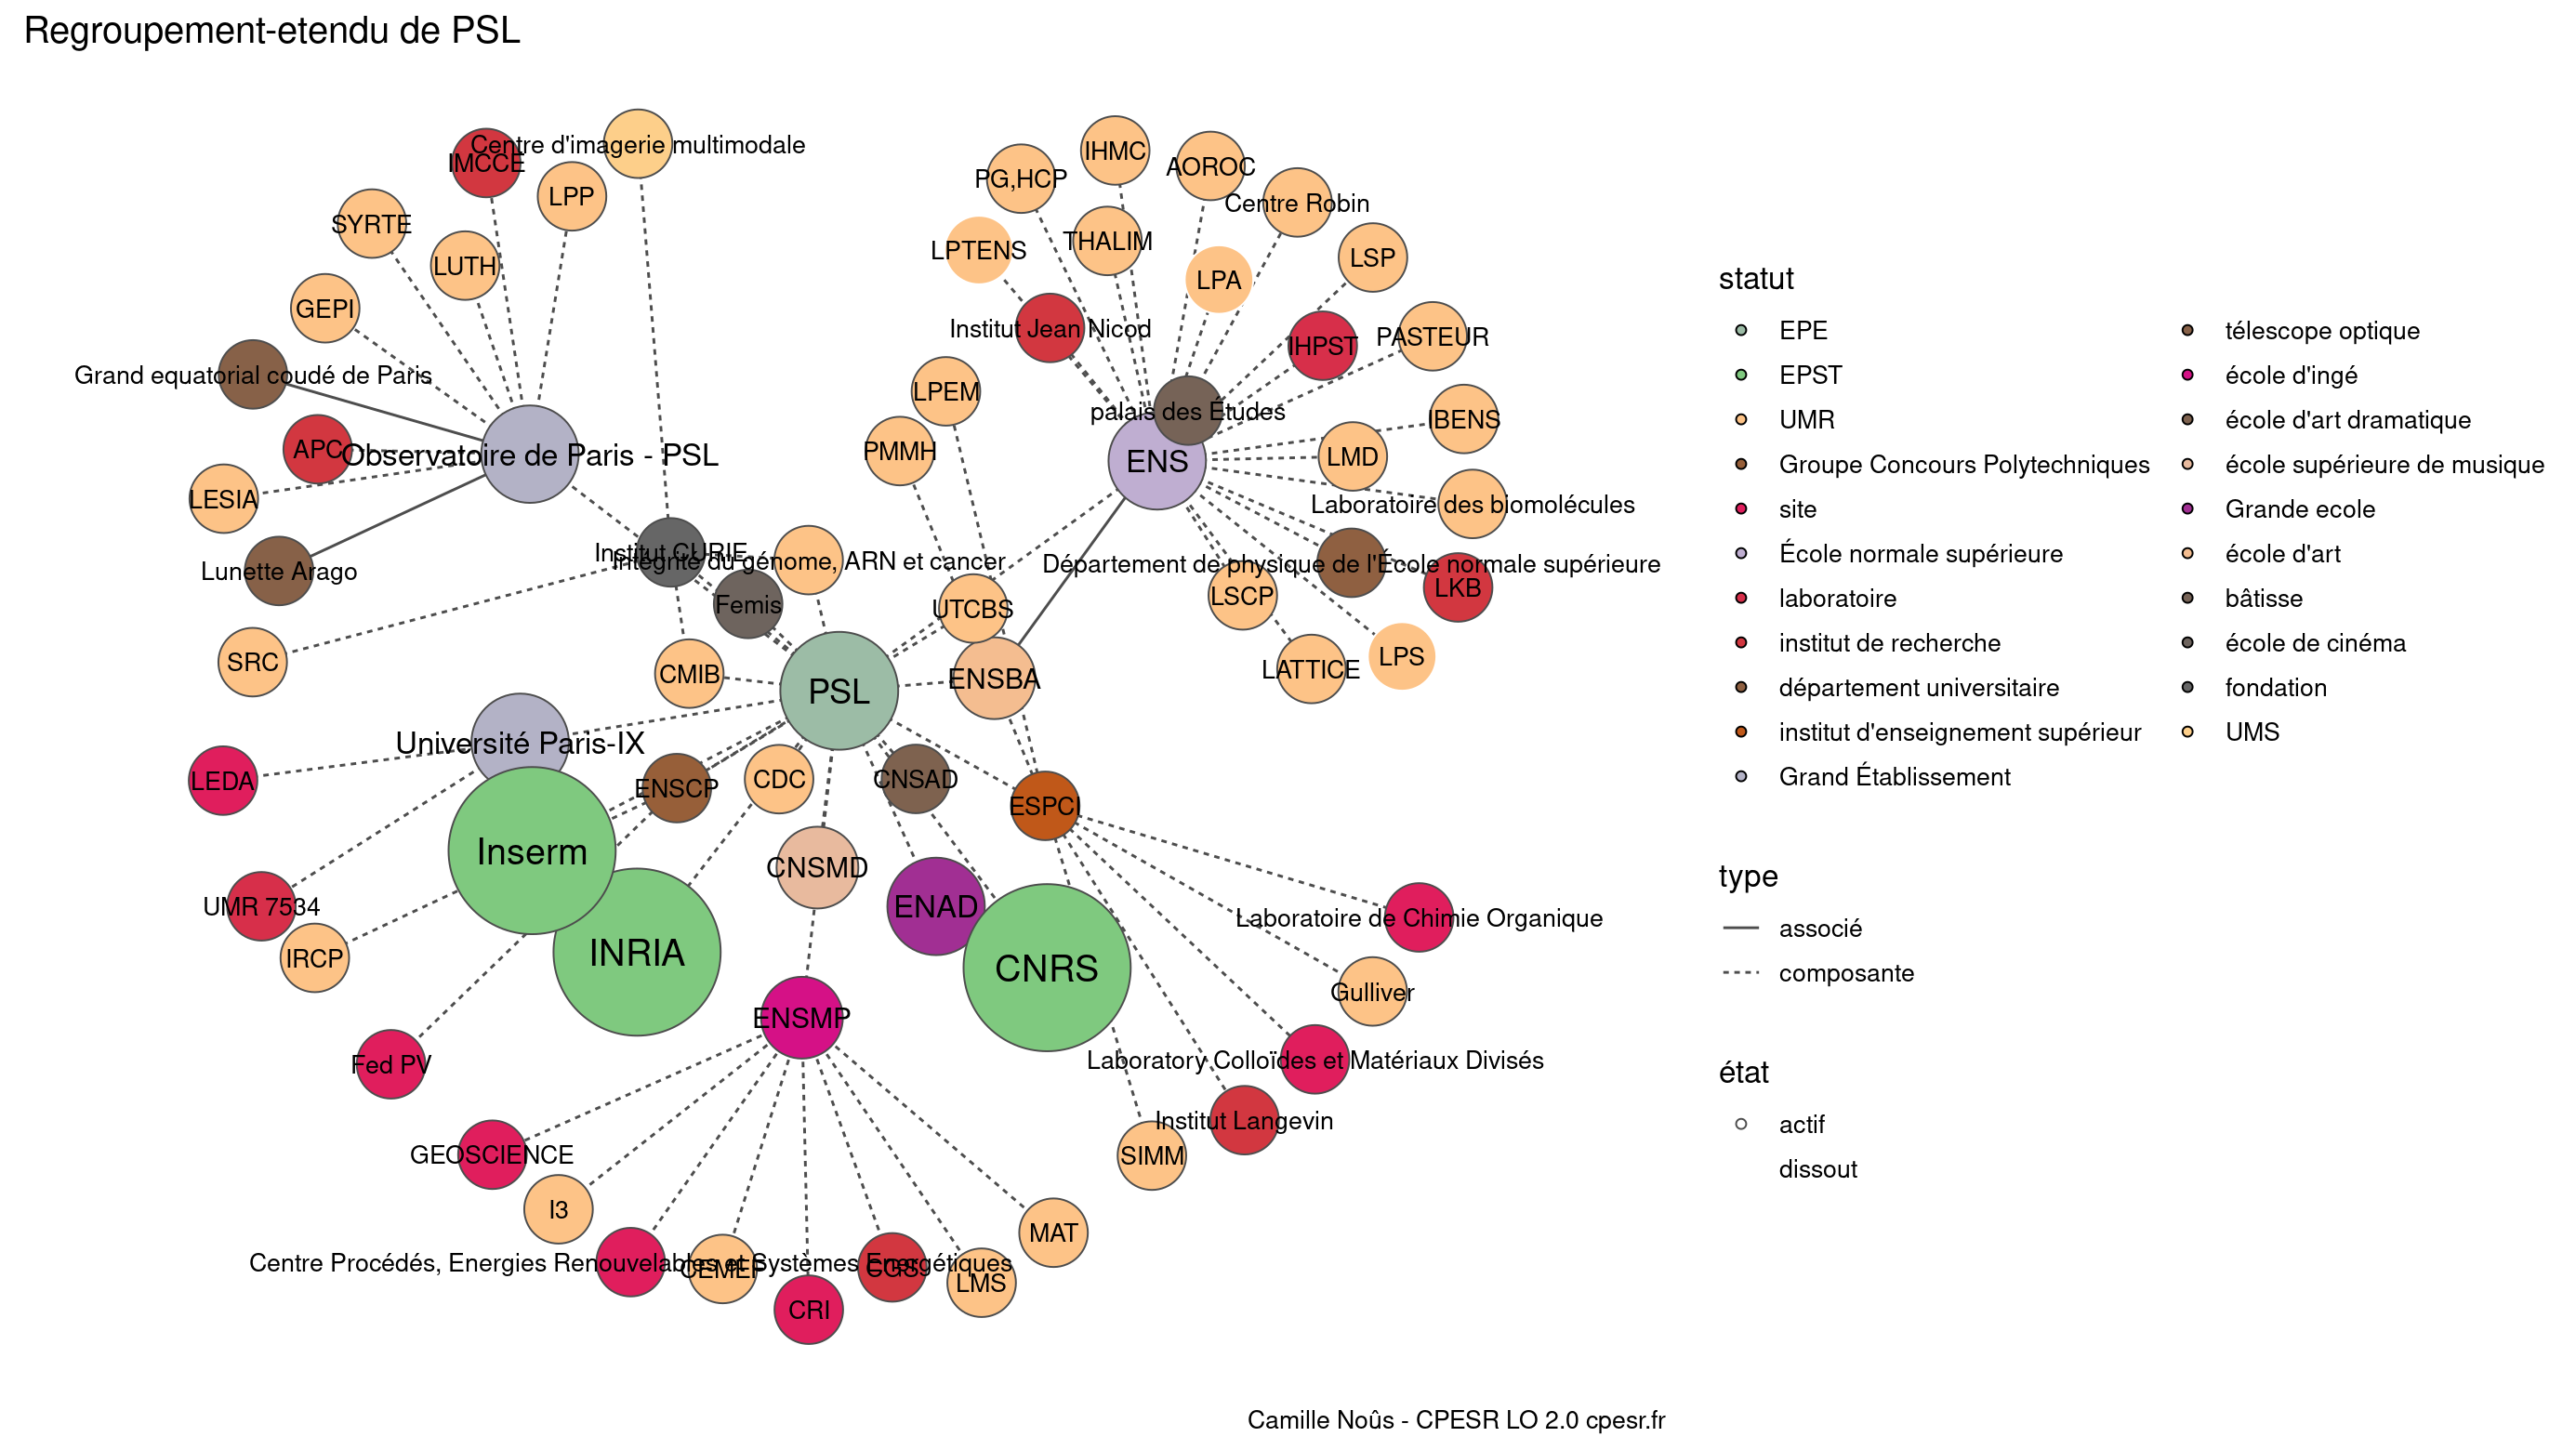 Regroupement-etendu de PSL
Centre d'imagerie multimodale
IMCCE
LPP
SYRTE
LUTH
GEPI
Grand equatorial coudé de Paris
APC
Observatoire de Paris - PSL
LESIA
Lunette Arago
SRC
IHMC
AOROC
PG,HCP
Centre Robin
THALIM
LPTENS
LPA
LSP
Institut Jean Nicod
IHPST
PASTEUR
LPEM
palais des Études
IBENS
PMMH
ENS
LMD
Laboratoire des biomolécules
Institut CURIE
Intégrité du génome, ARN et cancer
Département de physique de l'École normale supérieure
Femis
UTCBS
LSCP
LKB
CMIB
PSL
ENSBA
LATTICE
LPS
Université Paris-IX
LEDA
ENSCP
CDC
CNSAD
ESPCI
Inserm
CNSMD
UMR 7534
ENAD
Laboratoire de Chimie Organique
IRCP
INRIA
CNRS
Gulliver
ENSMP
Fed PV
Laboratory Colloïdes et Matériaux Divisés
Institut Langevin
GEOSCIENCE
SIMM
I3
MAT
Centre Procédés, Energies Renouvelables et Systèmes Energétiques
CEMEF
CGS
LMS
CRI
statut
EPE
EPST
UMR
Groupe Concours Polytechniques
site
École normale supérieure
laboratoire
institut de recherche
département universitaire
institut d'enseignement supérieur
Grand Établissement
télescope optique
école d'ingé
école d'art dramatique
école supérieure de musique
Grande ecole
école d'art
bâtisse
école de cinéma
fondation
UMS
type
associé
composante
état
actif
dissout
Camille Noûs - CPESR LO 2.0 cpesr.fr